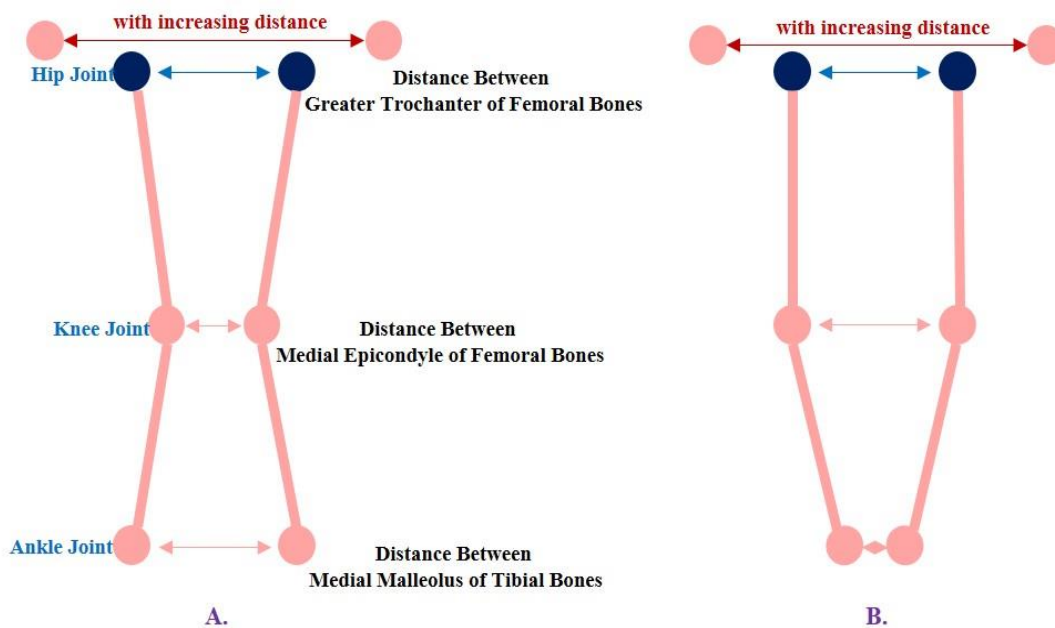 with increasing distance
Hip Joint
Distance Between
Greater Trochanter of Femoral Bones
Knee Joint
Distance Between
Medial Epicondyle of Femoral Bones
Ankle Joint
Distance Between
Medial Malleolus of Tibial Bones
A.
with increasing distance
B.